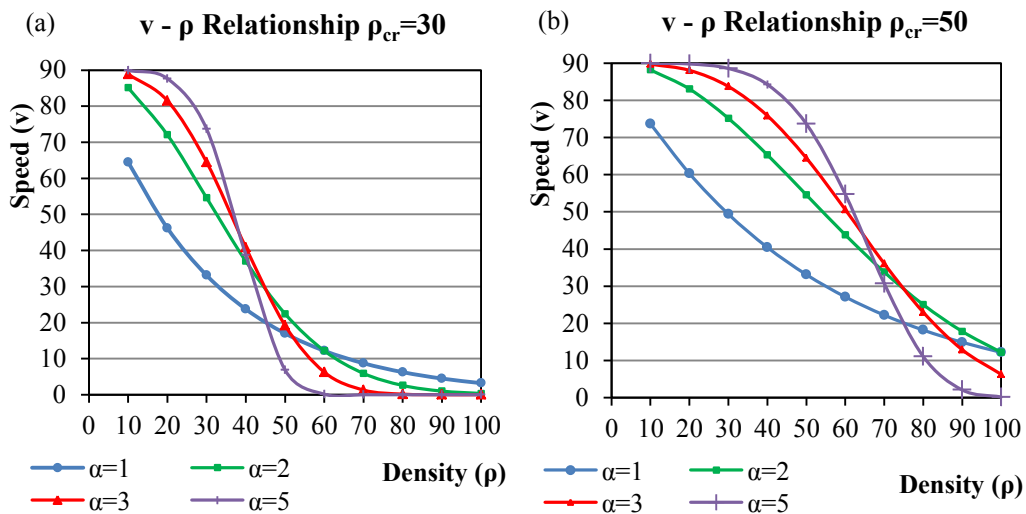 (a)
v - ρ Relationship ρcr=30
Speed (v)
90
80
70
60
50
40
30
20
10
0
0 10 20 30 40 50 60 70 80 90 100
Density (ρ)
α=1 α=2
α=3 α=5
(b)
v - ρ Relationship ρcr=50
Speed (v)
90
80
70
60
50
40
30
20
10
0
0 10 20 30 40 50 60 70 80 90 100
α=1 α=2
Density (ρ)
α=3 α=5